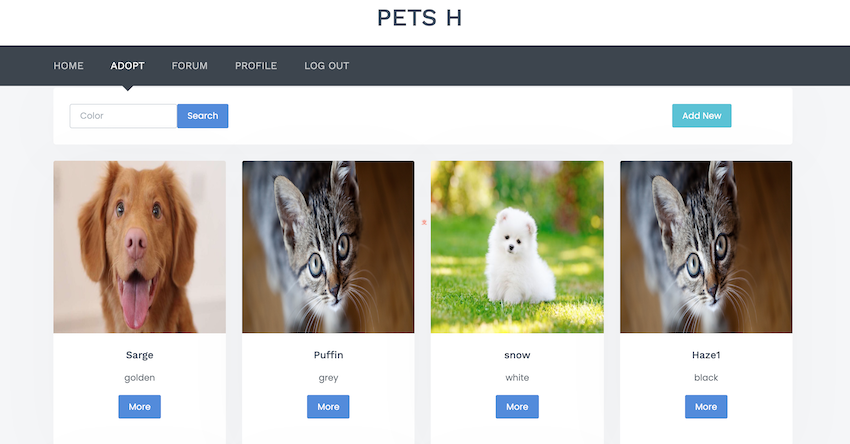 PETS H
HOME ADOPT FORUM PROFILE LOG OUT
Color Search Add New
Sarge Puffin snow Haze1
golden grey white black
More More More More